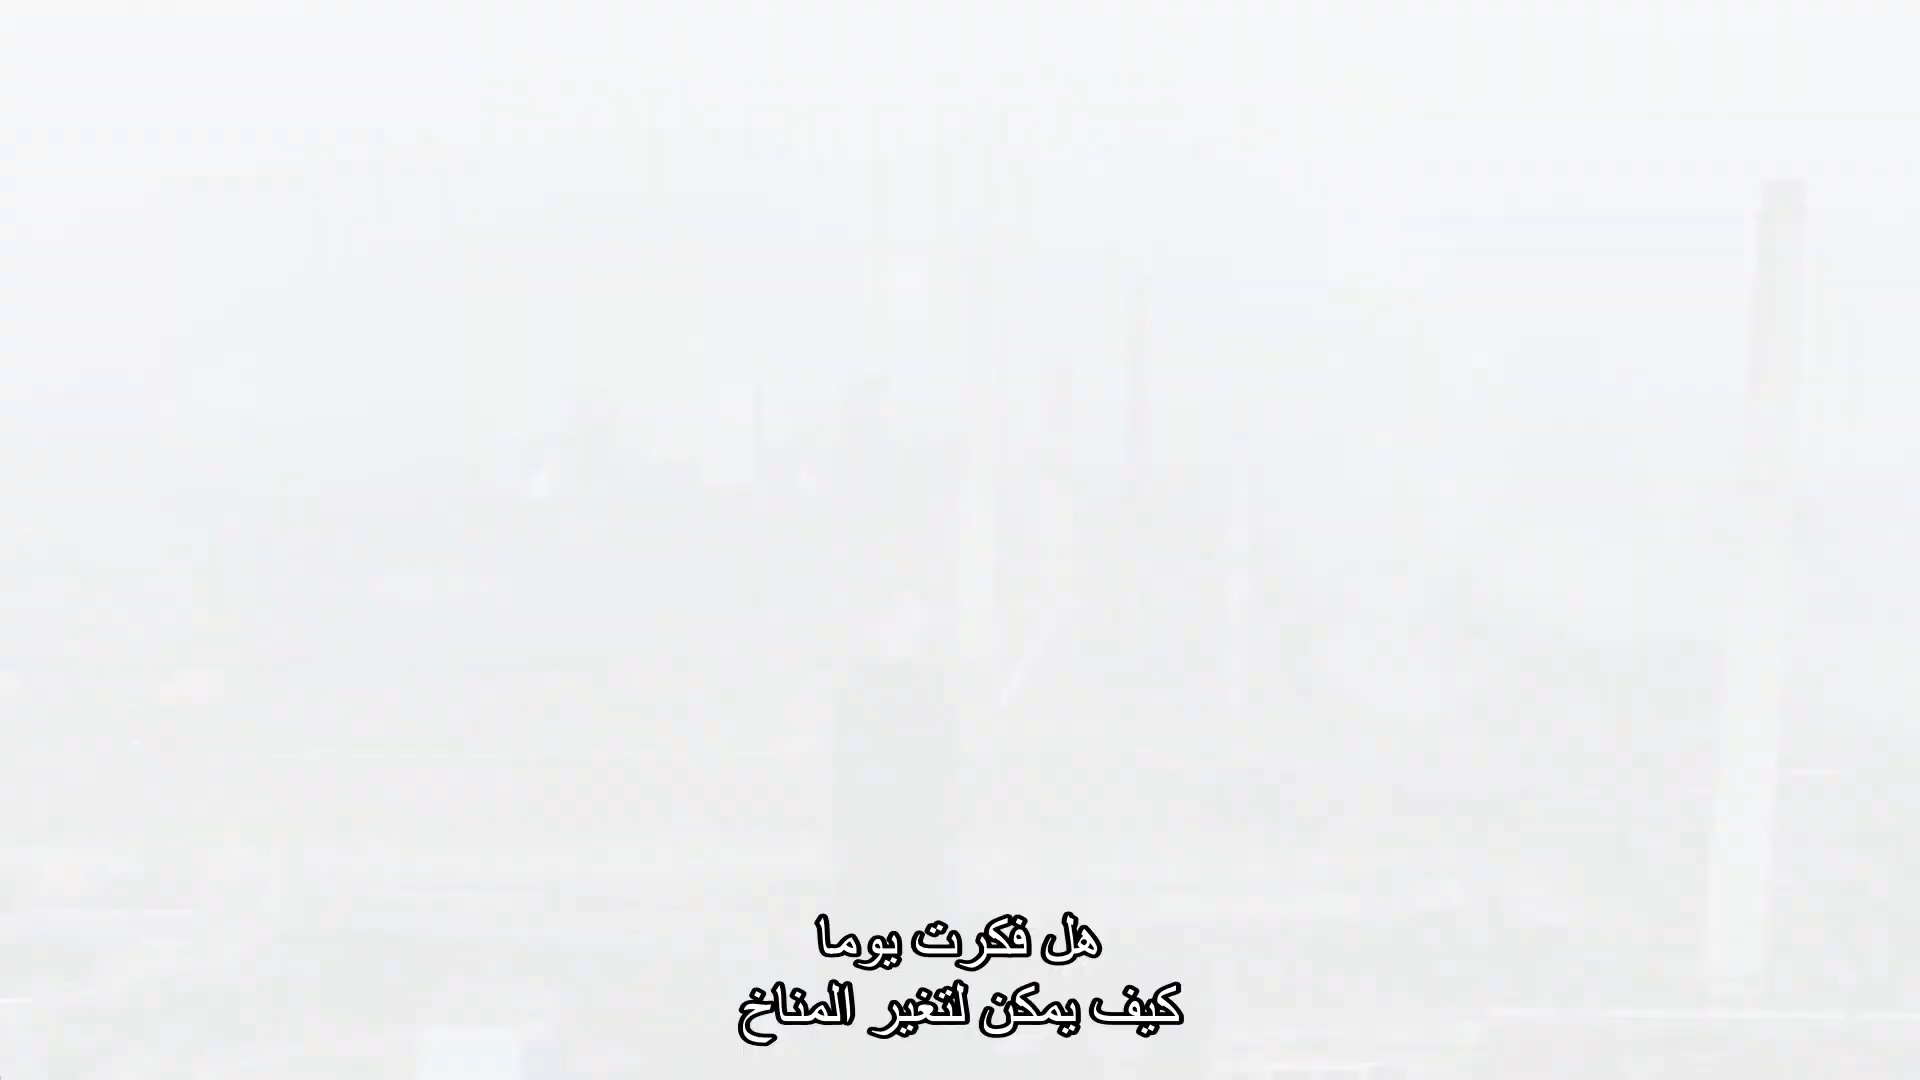 هل فكرت يوما
كيف يمكن لتغير المناخ